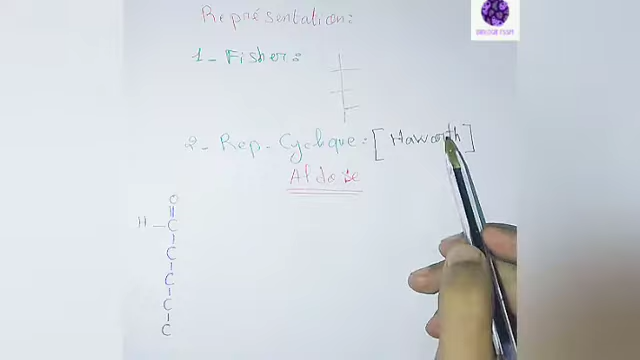 Représentation:
1- Fisher:
2- Rep- Cyclique: [Haworth]
Aldose
O
H - C
C
C
C
C